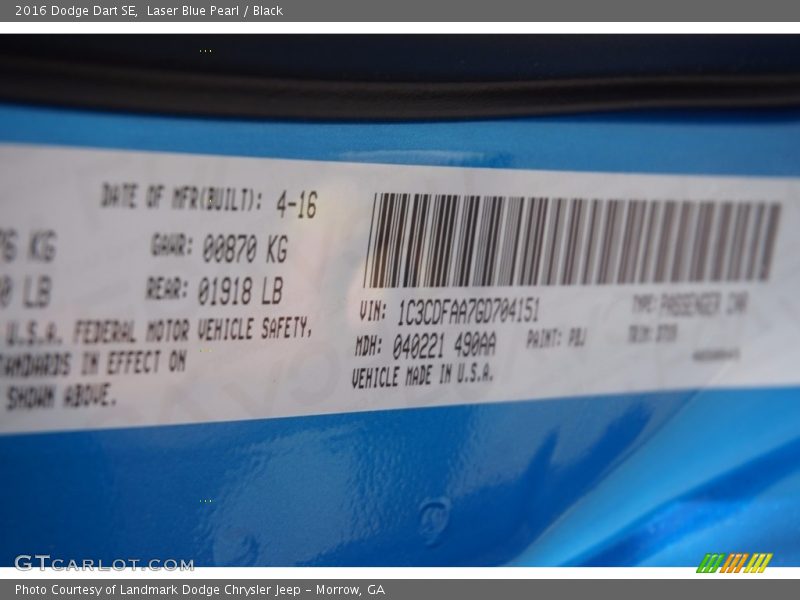 2016 Dodge Dart SE,  Laser Blue Pearl / Black
DATE OF MFR(BUILT): 4-16
KG GAWR: 00870 KG
LB REAR: 01918 LB
U.S.A. FEDERAL MOTOR VEHICLE SAFETY,
IN EFFECT ON
SHOWN ABOVE.
VIN: 1C3CDFAA7GD704151
TYPE: PASSENGER CAR
MDH: 040221 490AA
PAINT: PBJ
TRIM:
VEHICLE MADE IN U.S.A.
GTCARLOT.COM
Photo Courtesy of Landmark Dodge Chrysler Jeep – Morrow, GA